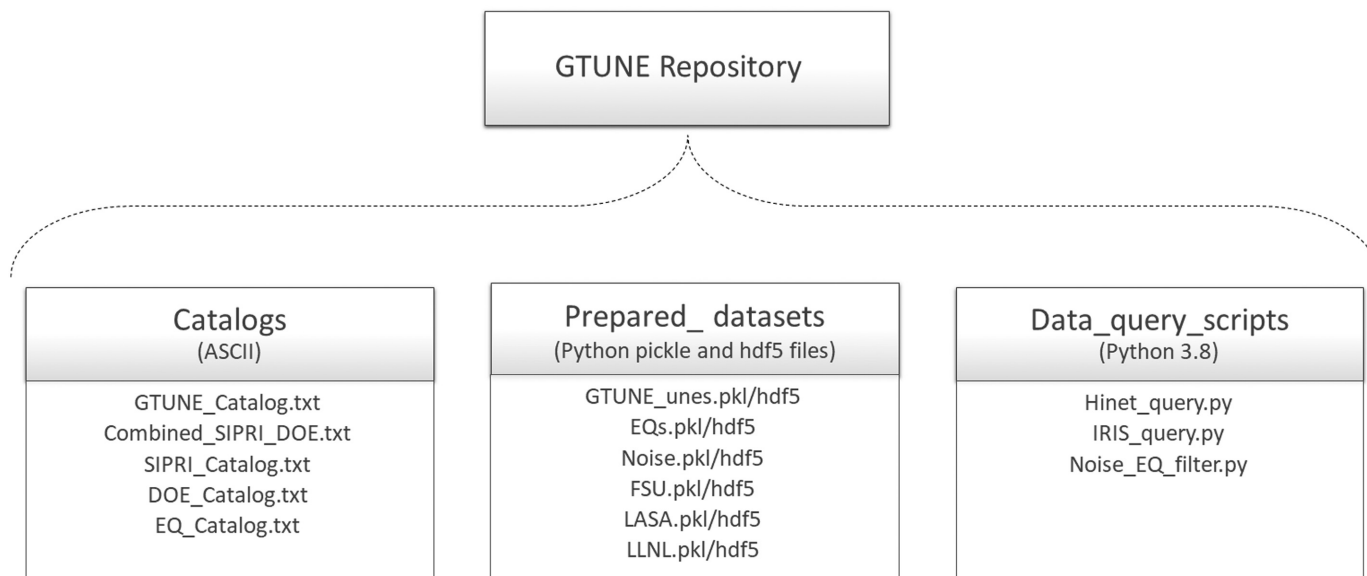 GTUNE Repository
Catalogs
(ASCII)
GTUNE_Catalog.txt
Combined_SIPRI_DOE.txt
SIPRI_Catalog.txt
DOE_Catalog.txt
EQ_Catalog.txt
Prepared_ datasets
(Python pickle and hdf5 files)
GTUNE_unes.pkl/hdf5
EQs.pkl/hdf5
Noise.pkl/hdf5
FSU.pkl/hdf5
LASA.pkl/hdf5
LLNL.pkl/hdf5
Data_query_scripts
(Python 3.8)
Hinet_query.py
IRIS_query.py
Noise_EQ_filter.py